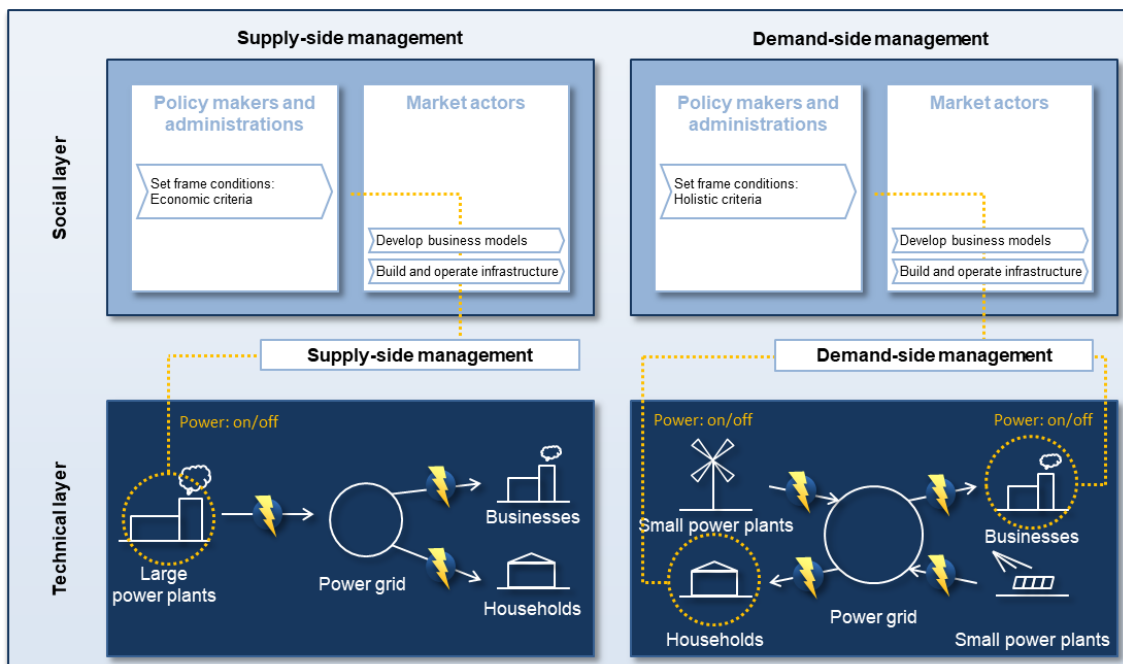 Supply-side management
Demand-side management
Social layer
Policy makers and
administrations
Market actors
Set frame conditions:
Economic criteria
Develop business models
Build and operate infrastructure
Policy makers and
administrations
Market actors
Set frame conditions:
Holistic criteria
Develop business models
Build and operate infrastructure
Supply-side management
Demand-side management
Technical layer
Power: on/off
Large
power plants
Power grid
Businesses
Households
Power: on/off
Power: on/off
Small power plants
Businesses
Households
Power grid
Small power plants